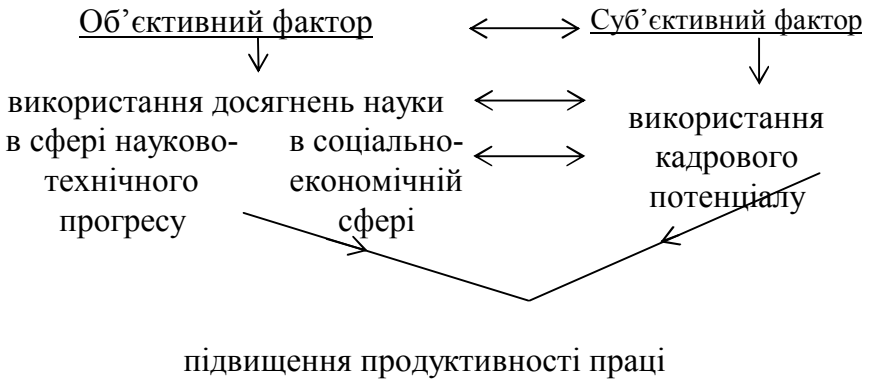 Об’єктивний фактор
Суб’єктивний фактор
використання досягнень науки
в сфері науково-
технічного
прогресу
в соціально-
економічній
сфері
використання
кадрового
потенціалу
підвищення продуктивності праці